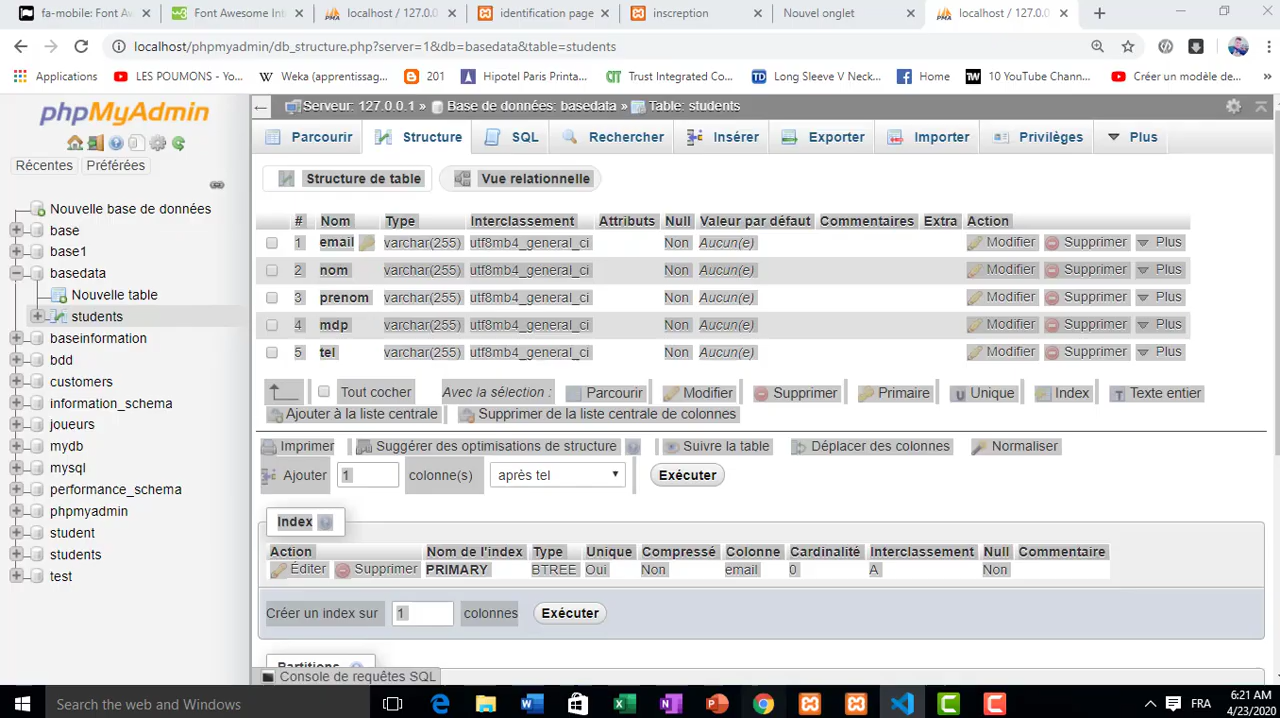 fa-mobile: Font Aw
Font Awesome Int
localhost / 127.0.0
identification page
inscreption
Nouvel onglet
localhost / 127.0.0
localhost/phpmyadmin/db_structure.php?server=1&db=basedata&table=students
Applications
LES POUMONS - Yo...
Weka (apprentissag...
201
Hipotel Paris Printa...
Trust Integrated Co...
Long Sleeve V Neck...
Home
10 YouTube Chann...
Créer un modèle de...
»
phpMyAdmin
Récentes Préférées
Nouvelle base de données
base
base1
basedata
Nouvelle table
students
baseinformation
bdd
customers
information_schema
joueurs
mydb
mysql
performance_schema
phpmyadmin
student
students
test
Serveur: 127.0.0.1 » Base de données: basedata » Table: students
Parcourir Structure SQL Rechercher Insérer Exporter Importer Privilèges Plus
Structure de table Vue relationnelle
# Nom Type Interclassement Attributs Null Valeur par défaut Commentaires Extra Action
1 email varchar(255) utf8mb4_general_ci Non Aucun(e) Modifier Supprimer Plus
2 nom varchar(255) utf8mb4_general_ci Non Aucun(e) Modifier Supprimer Plus
3 prenom varchar(255) utf8mb4_general_ci Non Aucun(e) Modifier Supprimer Plus
4 mdp varchar(255) utf8mb4_general_ci Non Aucun(e) Modifier Supprimer Plus
5 tel varchar(255) utf8mb4_general_ci Non Aucun(e) Modifier Supprimer Plus
Tout cocher Avec la sélection : Parcourir Modifier Supprimer Primaire Unique Index Texte entier
Ajouter à la liste centrale Supprimer de la liste centrale de colonnes
Imprimer Suggérer des optimisations de structure Suivre la table Déplacer des colonnes Normaliser
Ajouter 1 colonne(s) après tel Exécuter
Index
Action Nom de l'index Type Unique Compressé Colonne Cardinalité Interclassement Null Commentaire
Éditer Supprimer PRIMARY BTREE Oui Non email 0 A Non
Créer un index sur 1 colonnes Exécuter
Partitions
Console de requêtes SQL
Search the web and Windows
FRA
6:21 AM
4/23/2020